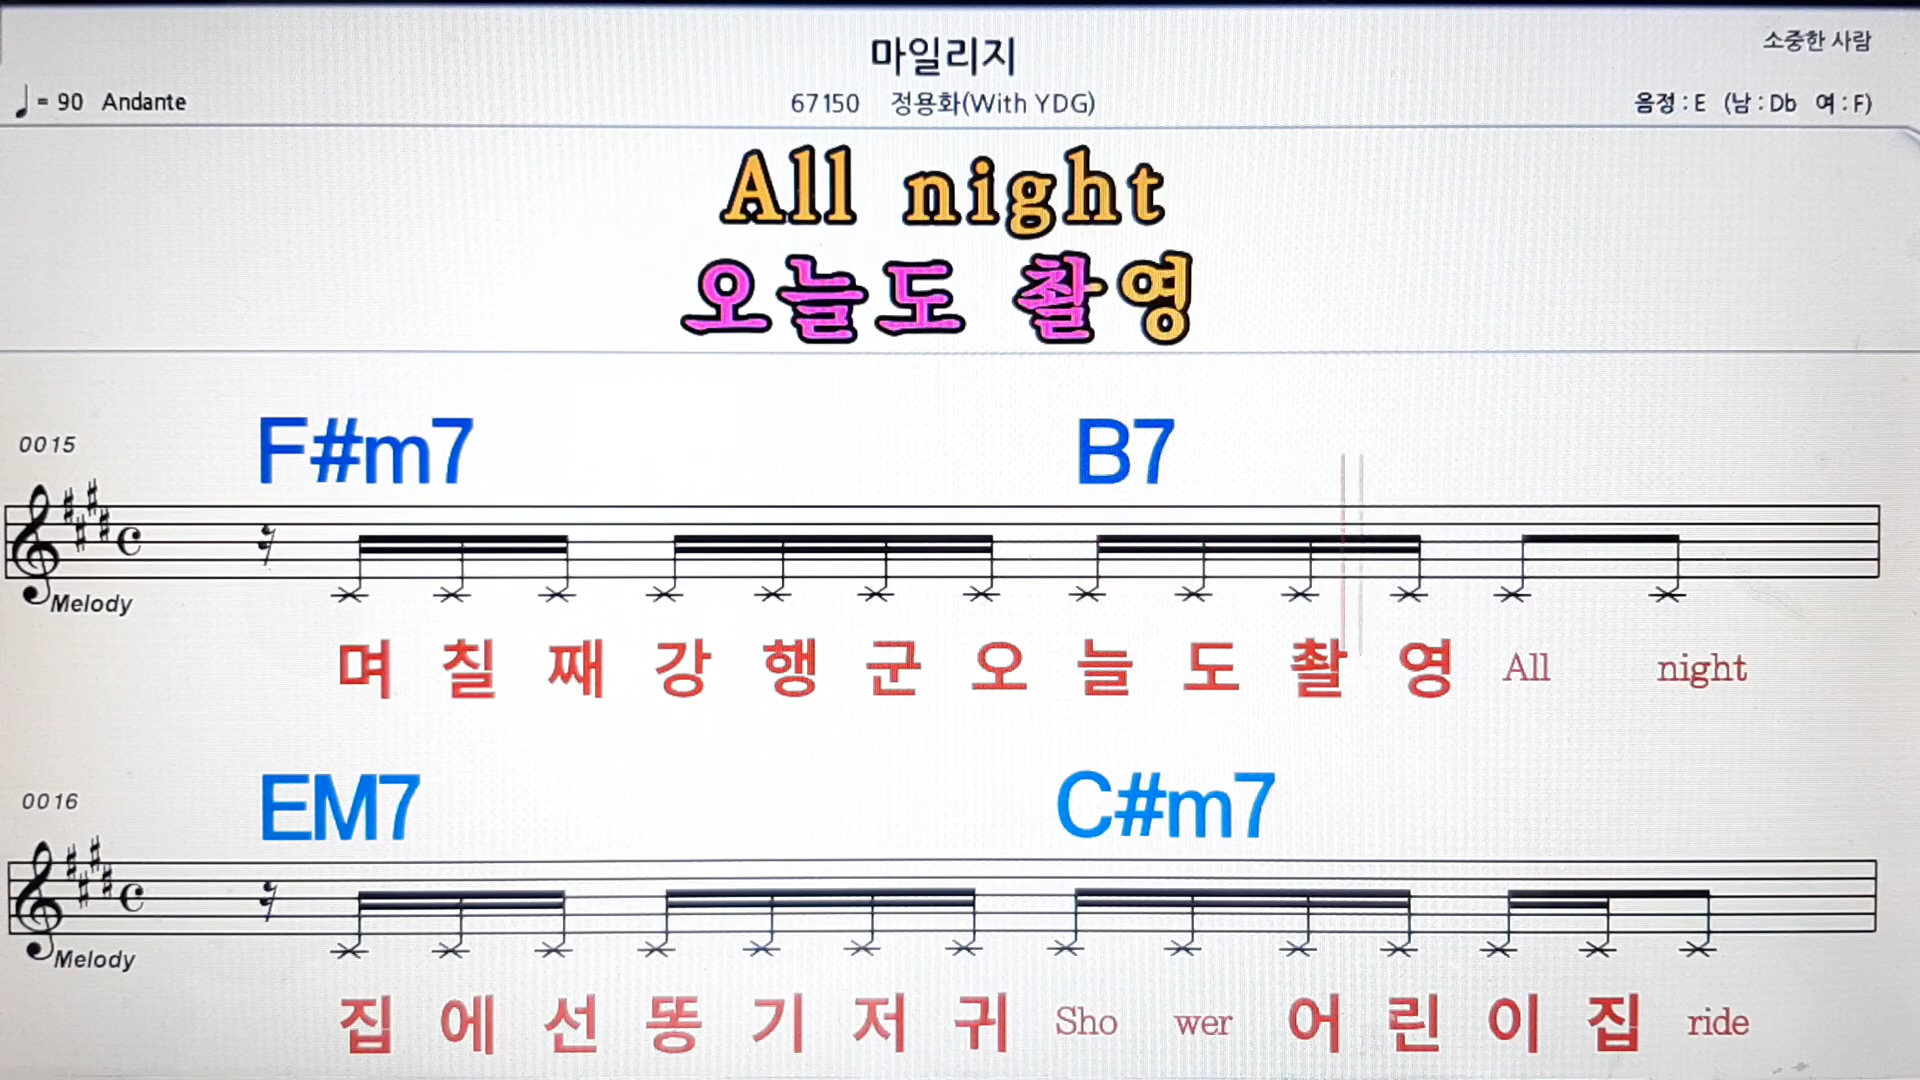 마일리지
소중한 사람
♩= 90 Andante
67150 정용화(With YDG)
음정 : E (남 : Db 여 : F)
All night
오늘도 촬영
0015
F#m7 B7
Melody
며 칠 째 강 행 군 오 늘 도 촬 영 All night
0016
EM7 C#m7
Melody
집 에 선 똥 기 저 귀 Sho wer 어 린 이 집 ride